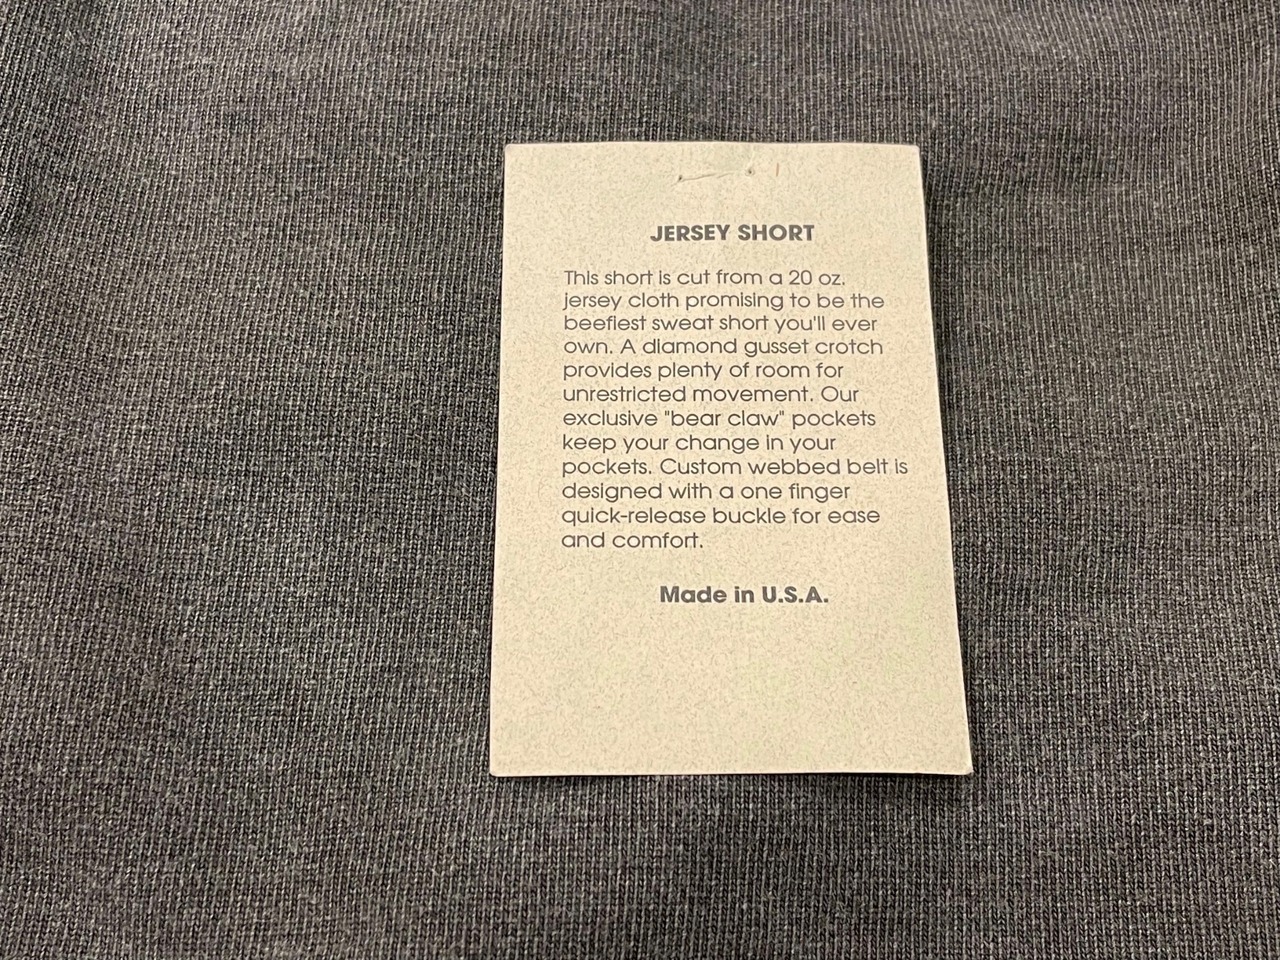 JERSEY SHORT
This short is cut from a 20 oz.
jersey cloth promising to be the
beefiest sweat short you'll ever
own. A diamond gusset crotch
provides plenty of room for
unrestricted movement. Our
exclusive "bear claw" pockets
keep your change in your
pockets. Custom webbed belt is
designed with a one finger
quick-release buckle for ease
and comfort.
Made in U.S.A.